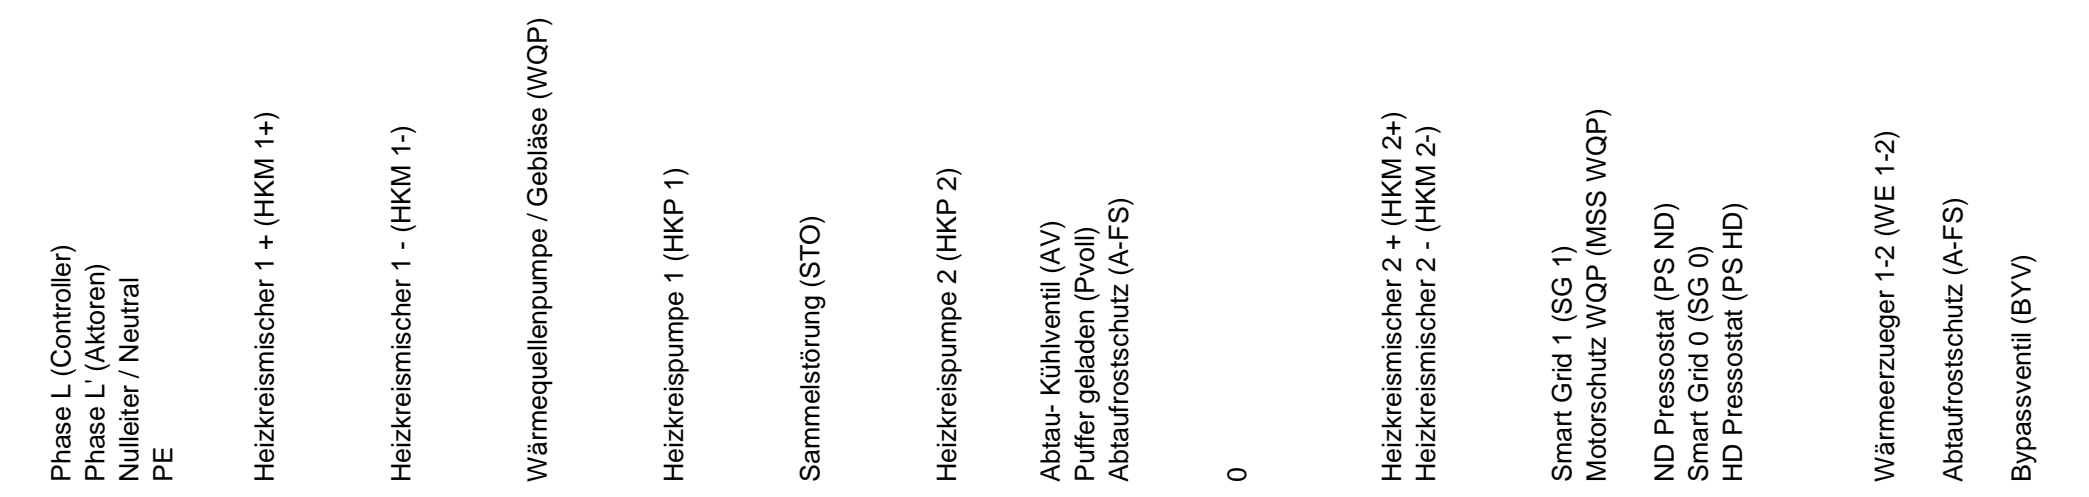 Phase L (Controller)
Phase L' (Aktoren)
Nulleiter / Neutral
PE
Heizkreismischer 1 + (HKM 1+)
Heizkreismischer 1 - (HKM 1-)
Wärmequellenpumpe / Gebläse (WQP)
Heizkreispumpe 1 (HKP 1)
Sammelstörung (STO)
Heizkreispumpe 2 (HKP 2)
Abtau- Kühlventil (AV)
Puffer geladen (Pvoll)
Abtaufrostschutz (A-FS)
0
Heizkreismischer 2 + (HKM 2+)
Heizkreismischer 2 - (HKM 2-)
Smart Grid 1 (SG 1)
Motorschutz WQP (MSS WQP)
ND Pressostat (PS ND)
Smart Grid 0 (SG 0)
HD Pressostat (PS HD)
Wärmeerzueger 1-2 (WE 1-2)
Abtaufrostschutz (A-FS)
Bypassventil (BYV)